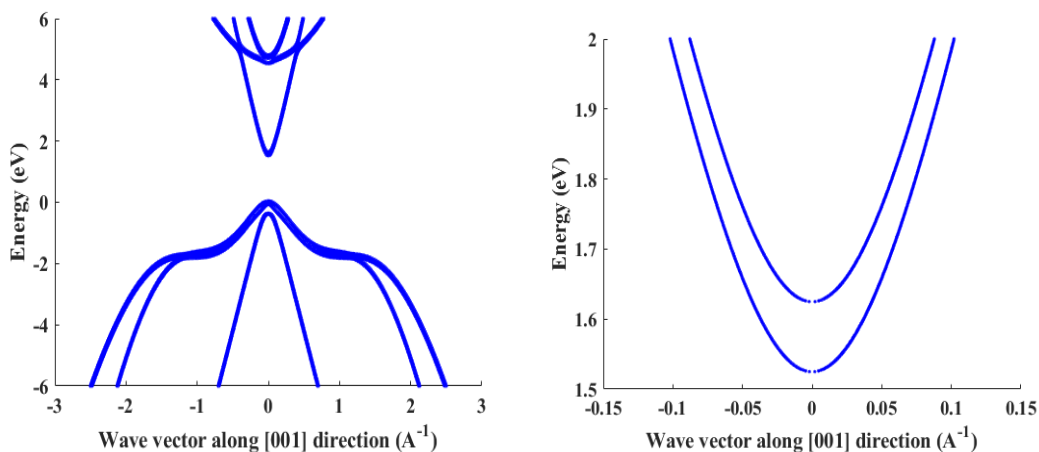 6
4
2
0
-2
-4
-6
Energy (eV)
-3 -2 -1 0 1 2 3
Wave vector along [001] direction (A^-1)
2
1.9
1.8
1.7
1.6
1.5
Energy (eV)
-0.15 -0.1 -0.05 0 0.05 0.1 0.15
Wave vector along [001] direction (A^-1)